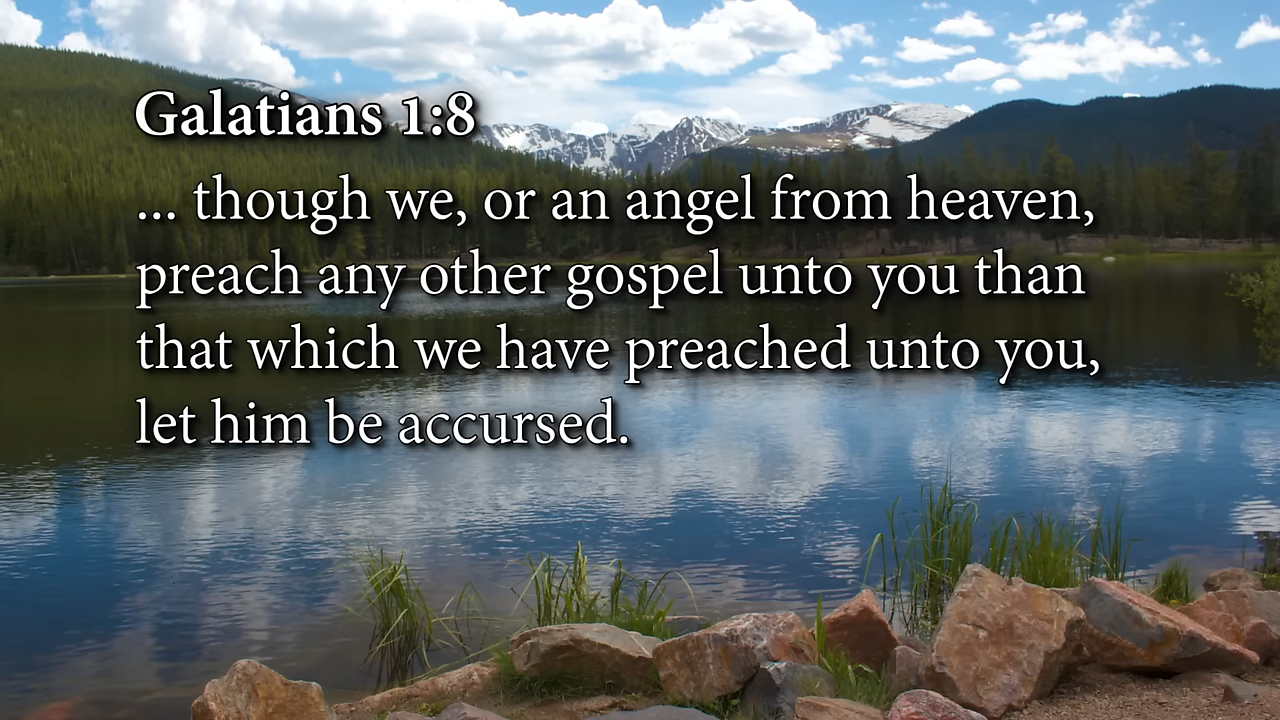 Galatians 1:8
... though we, or an angel from heaven,
preach any other gospel unto you than
that which we have preached unto you,
let him be accursed.